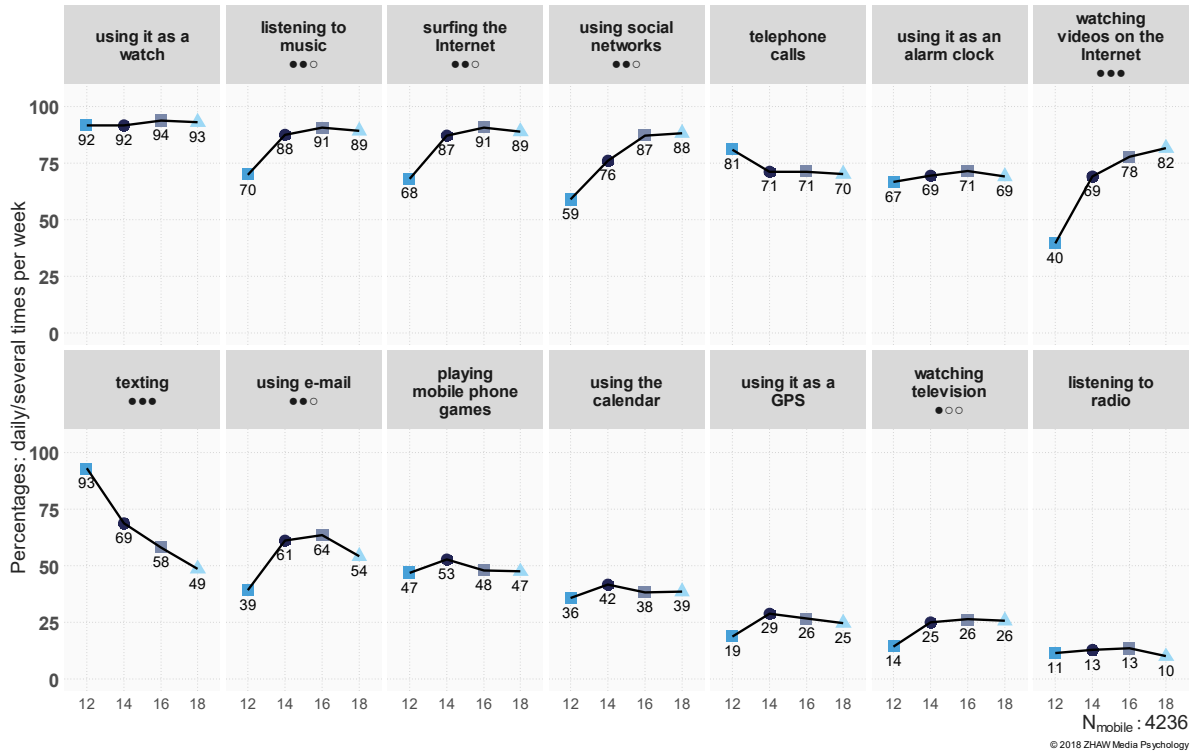 using it as a
watch
listening to
music
●●○
surfing the
Internet
●●○
using social
networks
●●○
telephone
calls
using it as an
alarm clock
watching
videos on the
Internet
●●●
Percentages: daily/several times per week
100
75
50
25
0
92 92 94 93
70 88 91 89
68 87 91 89
59 76 87 88
81 71 71 70
67 69 71 69
40 69 78 82
texting
●●●
using e-mail
●●○
playing
mobile phone
games
using the
calendar
using it as a
GPS
watching
television
●○○
listening to
radio
100
75
50
25
0
93 69 58 49
39 61 64 54
47 53 48 47
36 42 38 39
19 29 26 25
14 25 26 26
11 13 13 10
12 14 16 18 12 14 16 18 12 14 16 18 12 14 16 18 12 14 16 18 12 14 16 18 12 14 16 18
Nmobile : 4236
© 2018 ZHAW Media Psychology